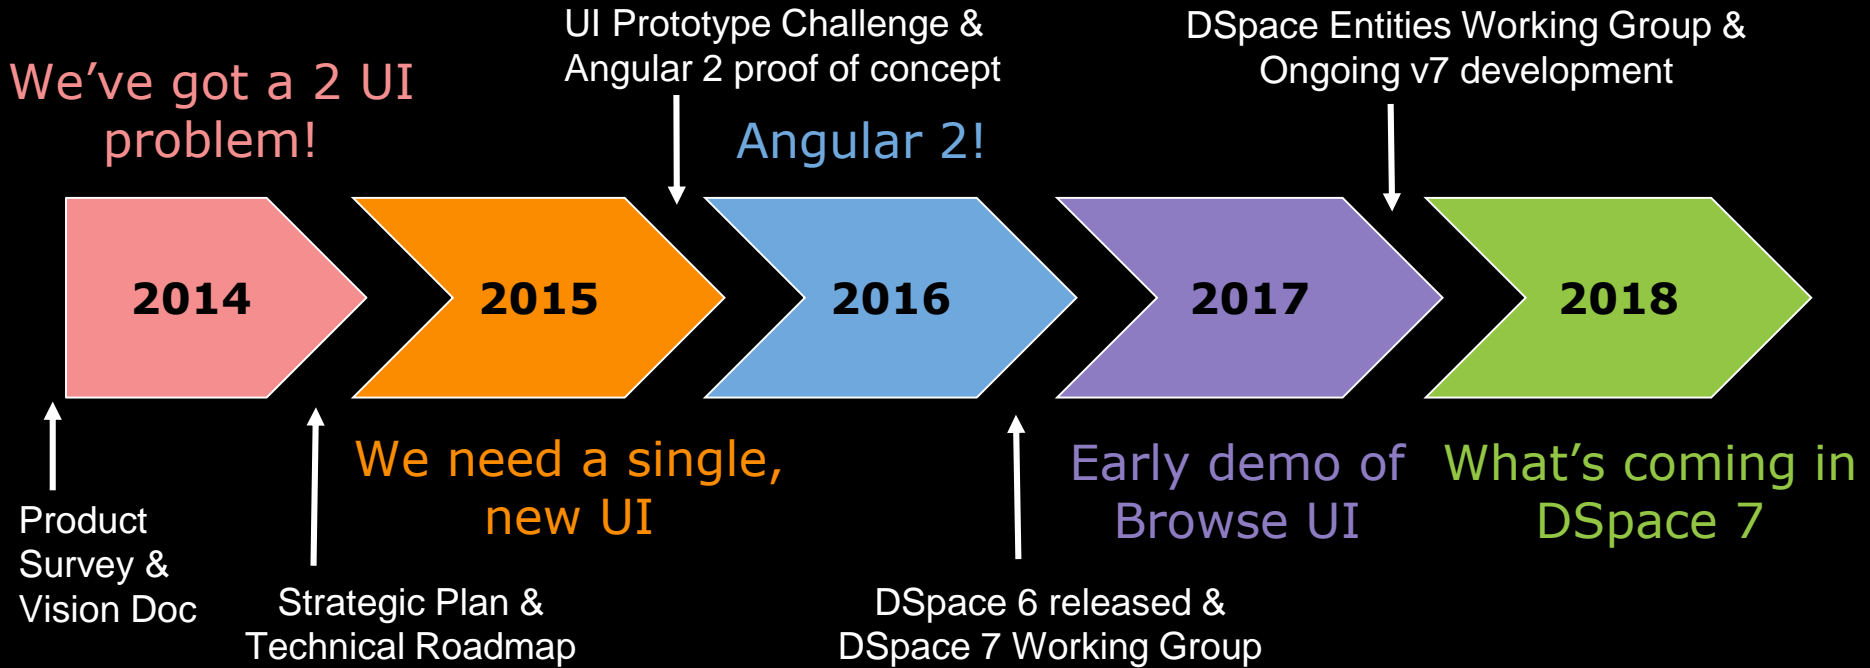 UI Prototype Challenge &
Angular 2 proof of concept
DSpace Entities Working Group &
Ongoing v7 development
We’ve got a 2 UI
problem!
Angular 2!
2014
2015
2016
2017
2018
Product
Survey &
Vision Doc
Strategic Plan &
Technical Roadmap
We need a single,
new UI
DSpace 6 released &
DSpace 7 Working Group
Early demo of
Browse UI
What’s coming in
DSpace 7